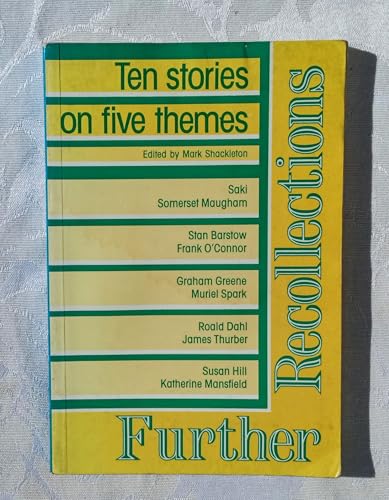 Ten stories
on five themes
Edited by Mark Shackleton
Saki
Somerset Maugham
Stan Barstow
Frank O'Connor
Graham Greene
Muriel Spark
Roald Dahl
James Thurber
Susan Hill
Katherine Mansfield
Further
Recollections